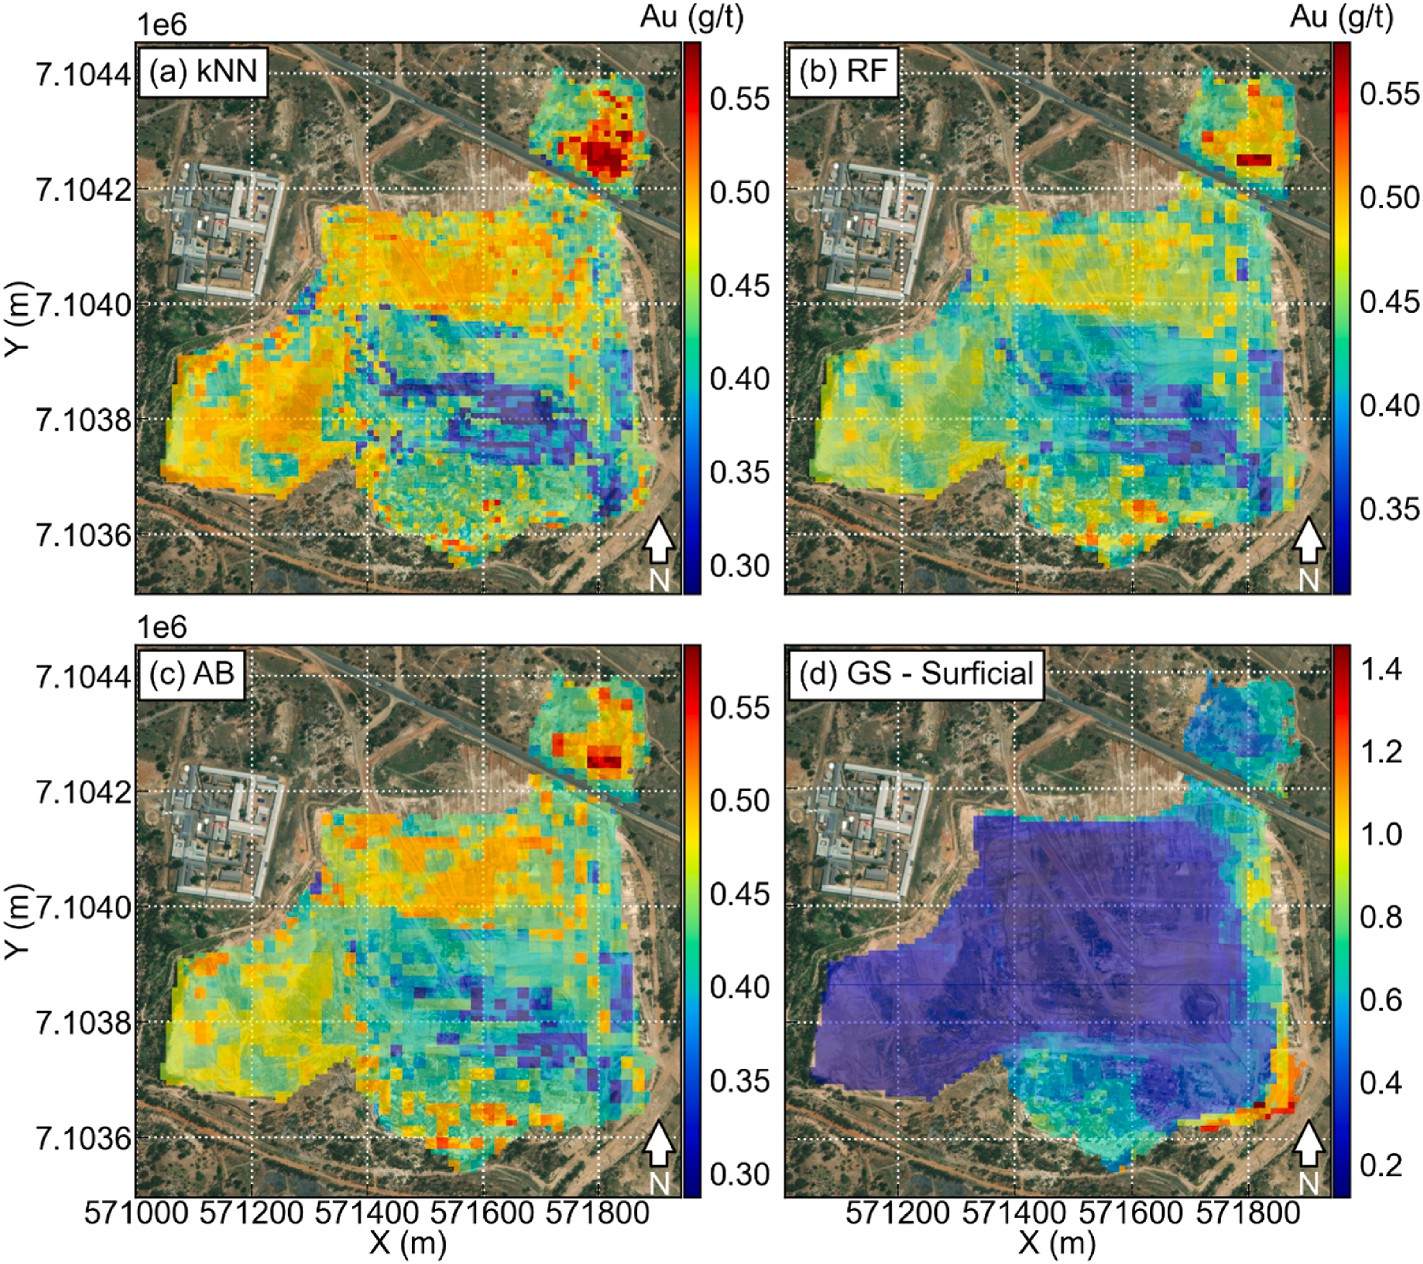 1e6
Au (g/t)
Au (g/t)
(a) kNN
(b) RF
7.1044
7.1042
7.1040
7.1038
7.1036
Y (m)
0.55
0.50
0.45
0.40
0.35
0.30
N
0.55
0.50
0.45
0.40
0.35
N
1e6
(c) AB
(d) GS - Surficial
7.1044
7.1042
7.1040
7.1038
7.1036
Y (m)
0.55
0.50
0.45
0.40
0.35
0.30
N
1.4
1.2
1.0
0.8
0.6
0.4
0.2
N
571000 571200 571400 571600 571800
571200 571400 571600 571800
X (m)
X (m)